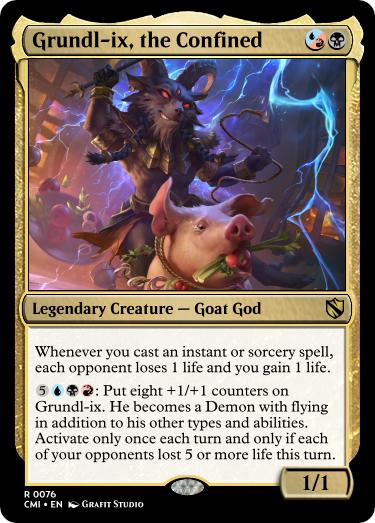 Grundl-ix, the Confined
Legendary Creature — Goat God
Whenever you cast an instant or sorcery spell,
each opponent loses 1 life and you gain 1 life.
5: Put eight +1/+1 counters on
Grundl-ix. He becomes a Demon with flying
in addition to his other types and abilities.
Activate only once each turn and only if each
of your opponents lost 5 or more life this turn.
1/1
R 0076
CMI • EN Grafit Studio